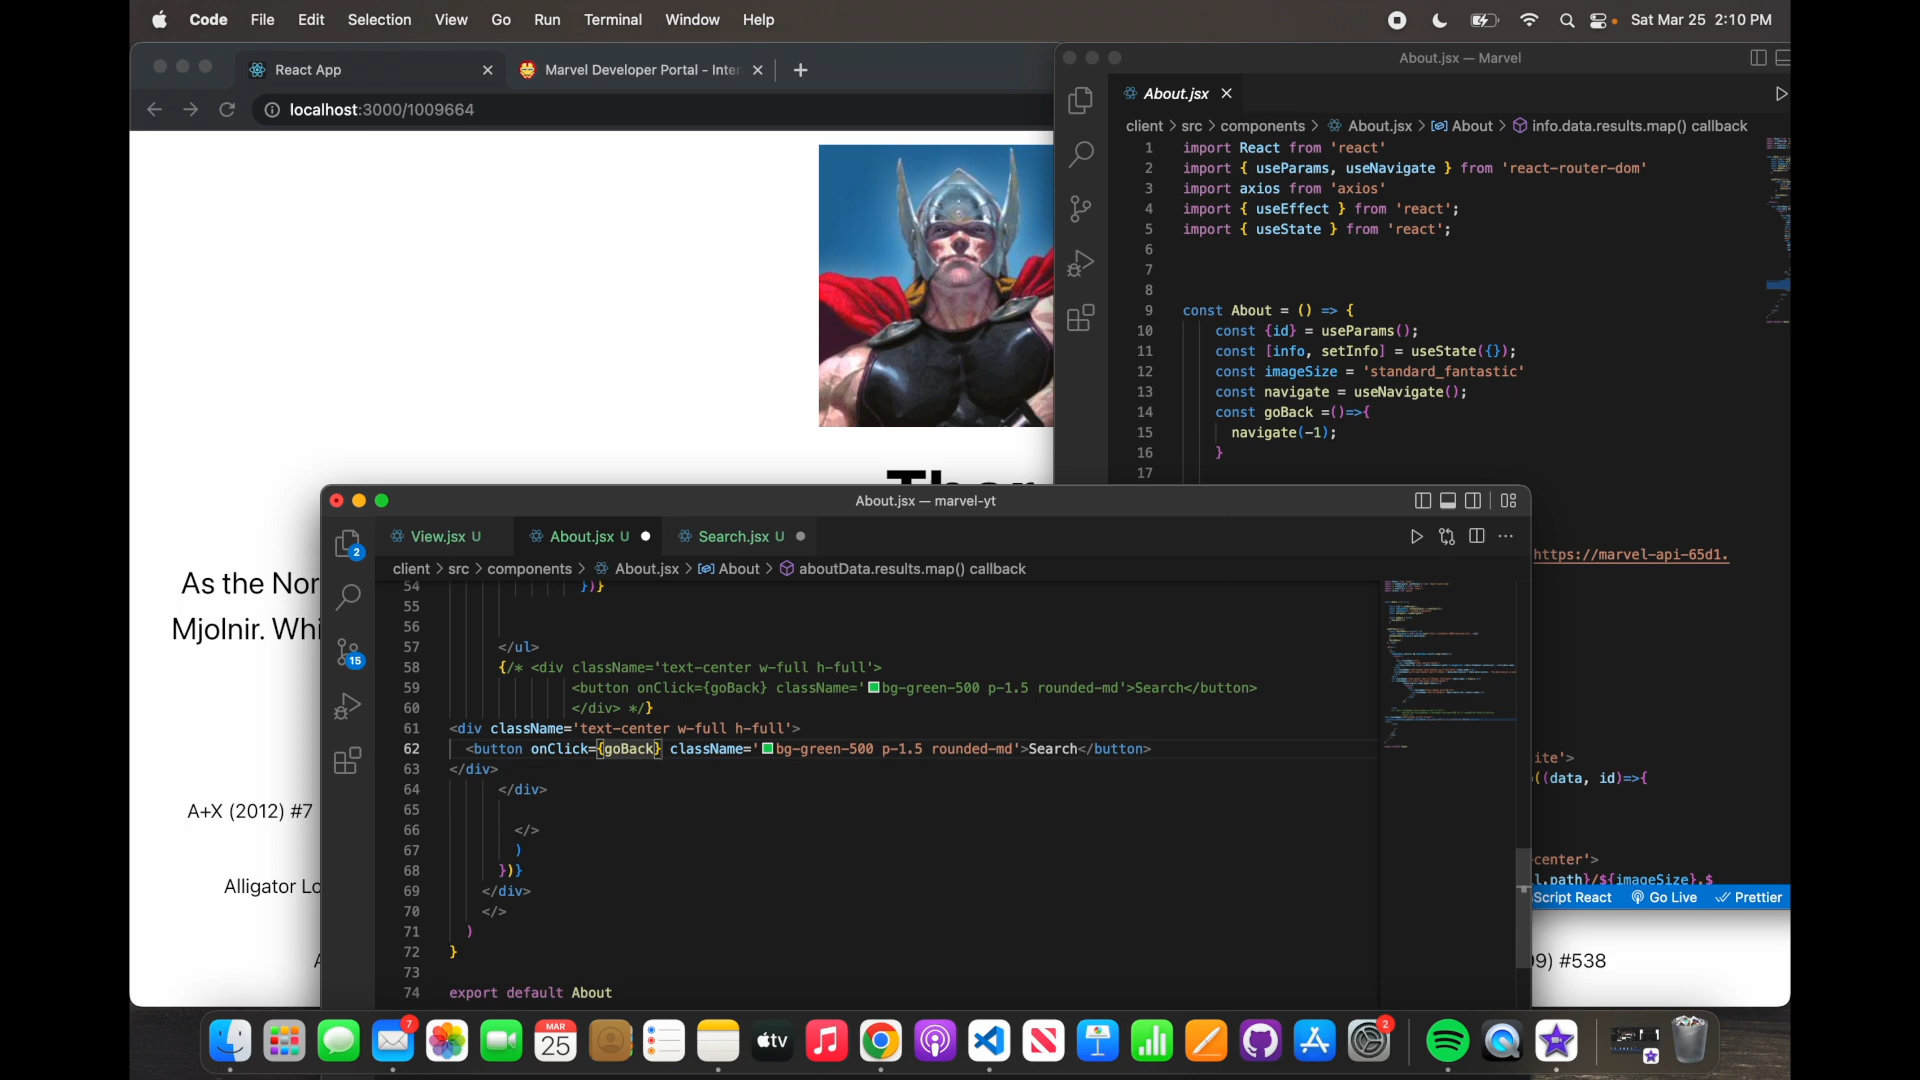 Code File Edit Selection View Go Run Terminal Window Help
Sat Mar 25 2:10 PM
React App
Marvel Developer Portal - Inter
localhost:3000/1009664
Thor
As the Nor
Mjolnir. Whi
A+X (2012) #7
Alligator Lo
A
9) #538
About.jsx — Marvel
About.jsx
client > src > components > About.jsx > About > info.data.results.map() callback
1 import React from 'react'
2 import { useParams, useNavigate } from 'react-router-dom'
3 import axios from 'axios'
4 import { useEffect } from 'react';
5 import { useState } from 'react';
6
7
8
9 const About = () => {
10 const {id} = useParams();
11 const [info, setInfo] = useState({});
12 const imageSize = 'standard_fantastic'
13 const navigate = useNavigate();
14 const goBack =()=>{
15 navigate(-1);
16 }
17
https://marvel-api-65d1.
ite'>
((data, id)=>{
center'>
l.path}/${imageSize}.$
Script React Go Live Prettier
About.jsx — marvel-yt
View.jsx U About.jsx U Search.jsx U
client > src > components > About.jsx > About > aboutData.results.map() callback
54 })}
55
56
57 </ul>
58 {/* <div className='text-center w-full h-full'>
59 <button onClick={goBack} className='bg-green-500 p-1.5 rounded-md'>Search</button>
60 </div> */}
61 <div className='text-center w-full h-full'>
62 <button onClick={goBack} className='bg-green-500 p-1.5 rounded-md'>Search</button>
63 </div>
64 </div>
65
66 </>
67 )
68 })}
69 </div>
70 </>
71 )
72 }
73
74 export default About
2
15
7
MAR
25
tv
2